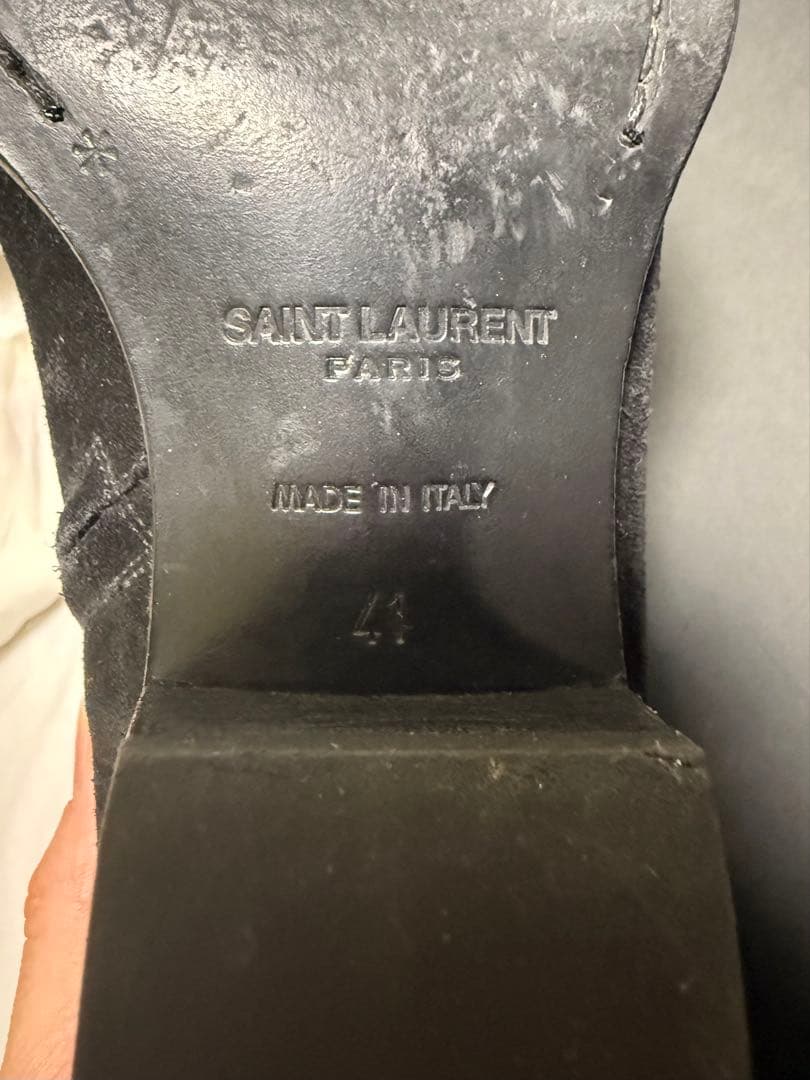 SAINT LAURENT
PARIS
MADE IN ITALY
41